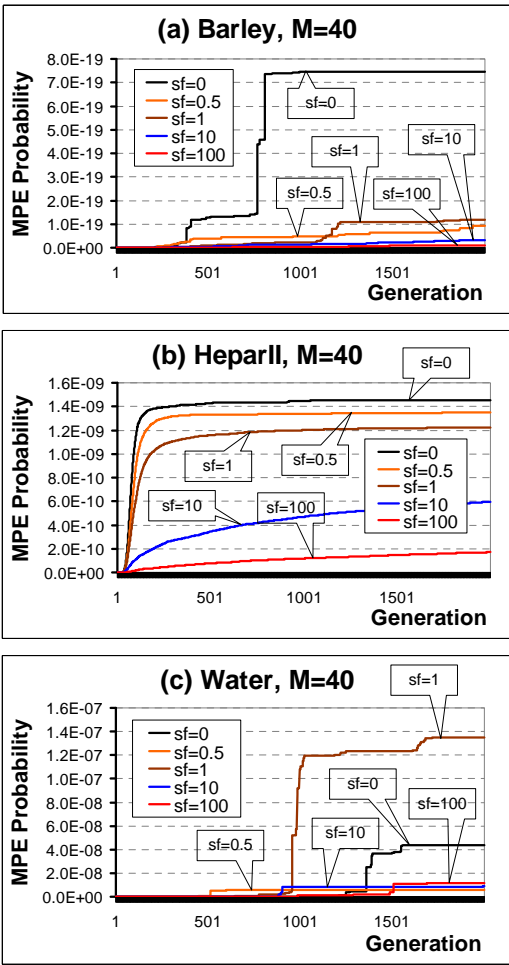 (a) Barley, M=40
MPE Probability
8.0E-19
7.0E-19
6.0E-19
5.0E-19
4.0E-19
3.0E-19
2.0E-19
1.0E-19
0.0E+00
sf=0
sf=0.5
sf=1
sf=10
sf=100
sf=0
sf=10
sf=1
sf=0.5
sf=100
1 501 1001 1501
Generation
(b) HeparII, M=40
MPE Probability
1.6E-09
1.4E-09
1.2E-09
1.0E-09
8.0E-10
6.0E-10
4.0E-10
2.0E-10
0.0E+00
sf=0
sf=0.5
sf=1
sf=0
sf=0.5
sf=1
sf=10
sf=100
sf=10
sf=100
1 501 1001 1501
Generation
(c) Water, M=40
MPE Probability
1.6E-07
1.4E-07
1.2E-07
1.0E-07
8.0E-08
6.0E-08
4.0E-08
2.0E-08
0.0E+00
sf=0
sf=0.5
sf=1
sf=10
sf=100
sf=1
sf=0
sf=100
sf=10
sf=0.5
1 501 1001 1501
Generation